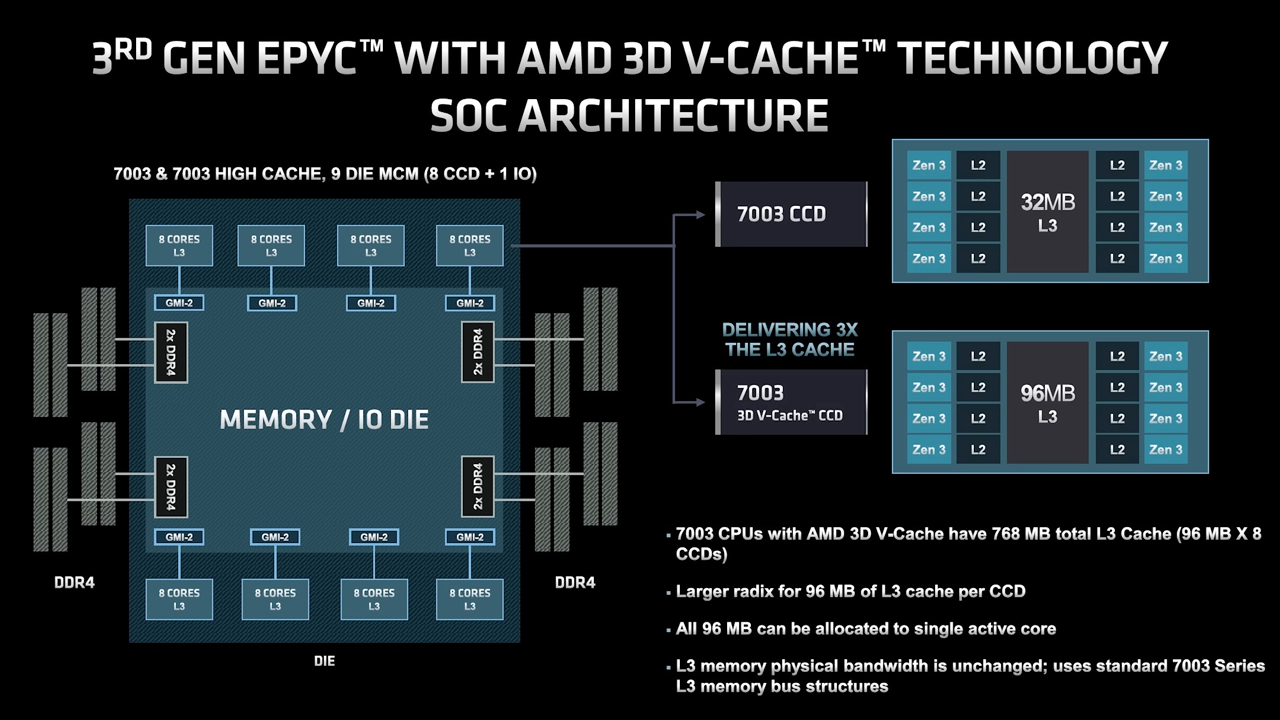 3RD GEN EPYC™ WITH AMD 3D V-CACHE™ TECHNOLOGY
SOC ARCHITECTURE
7003 & 7003 HIGH CACHE, 9 DIE MCM (8 CCD + 1 IO)
8 CORES
L3
8 CORES
L3
8 CORES
L3
8 CORES
L3
GMI-2
GMI-2
GMI-2
GMI-2
2x DDR4
2x DDR4
MEMORY / IO DIE
2x DDR4
2x DDR4
GMI-2
GMI-2
GMI-2
GMI-2
8 CORES
L3
8 CORES
L3
8 CORES
L3
8 CORES
L3
DDR4
DDR4
DIE
7003 CCD
Zen 3 L2 L2 Zen 3
Zen 3 L2 L2 Zen 3
Zen 3 L2 L2 Zen 3
Zen 3 L2 L2 Zen 3
32MB
L3
DELIVERING 3X
THE L3 CACHE
7003
3D V-Cache™ CCD
Zen 3 L2 L2 Zen 3
Zen 3 L2 L2 Zen 3
Zen 3 L2 L2 Zen 3
Zen 3 L2 L2 Zen 3
96MB
L3
▪ 7003 CPUs with AMD 3D V-Cache have 768 MB total L3 Cache (96 MB X 8
CCDs)
▪ Larger radix for 96 MB of L3 cache per CCD
▪ All 96 MB can be allocated to single active core
▪ L3 memory physical bandwidth is unchanged; uses standard 7003 Series
L3 memory bus structures